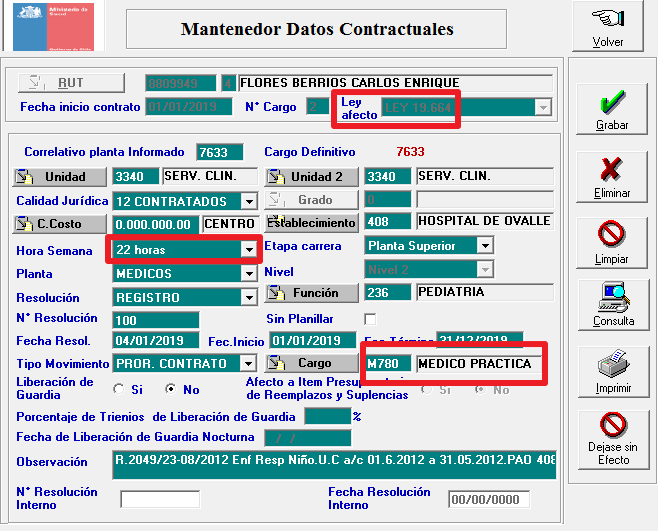 Ministerio de
Salud
Gobierno de Chile
Mantenedor Datos Contractuales
Volver
RUT 0809949 4 FLORES BERRIOS CARLOS ENRIQUE
Fecha inicio contrato 01/01/2019 N° Cargo 2 Ley afecto LEY 19.664
Grabar
Correlativo planta Informado 7633 Cargo Definitivo 7633
Unidad 3340 SERV. CLIN. Unidad 2 3340 SERV. CLIN.
Eliminar
Calidad Jurídica 12 CONTRATADOS Grado 0
C.Costo 0.000.000.00 CENTRO Establecimiento 408 HOSPITAL DE OVALLE
Limpiar
Hora Semana 22 horas Etapa carrera Planta Superior
Planta MEDICOS Nivel Nivel 2
Resolución REGISTRO Función 236 PEDIATRIA
N° Resolución 100 Sin Planillar
Consulta
Fecha Resol. 04/01/2019 Fec.Inicio 01/01/2019 Fec.Término 31/12/2019
Tipo Movimiento PROR. CONTRATO Cargo M780 MEDICO PRACTICA
Liberación de Guardia Si No Afecto a Item Presupuestario de Reemplazos y Suplencias Si No
Imprimir
Porcentaje de Trienios de Liberación de Guardia %
Fecha de Liberación de Guardia Nocturna / /
Dejase sin
Efecto
Observación R.2049/23-08/2012 Enf Resp Niño.U.C a/c 01.6.2012 a 31.05.2012.PAO 408
N° Resolución Interno Fecha Resolución Interno 00/00/0000